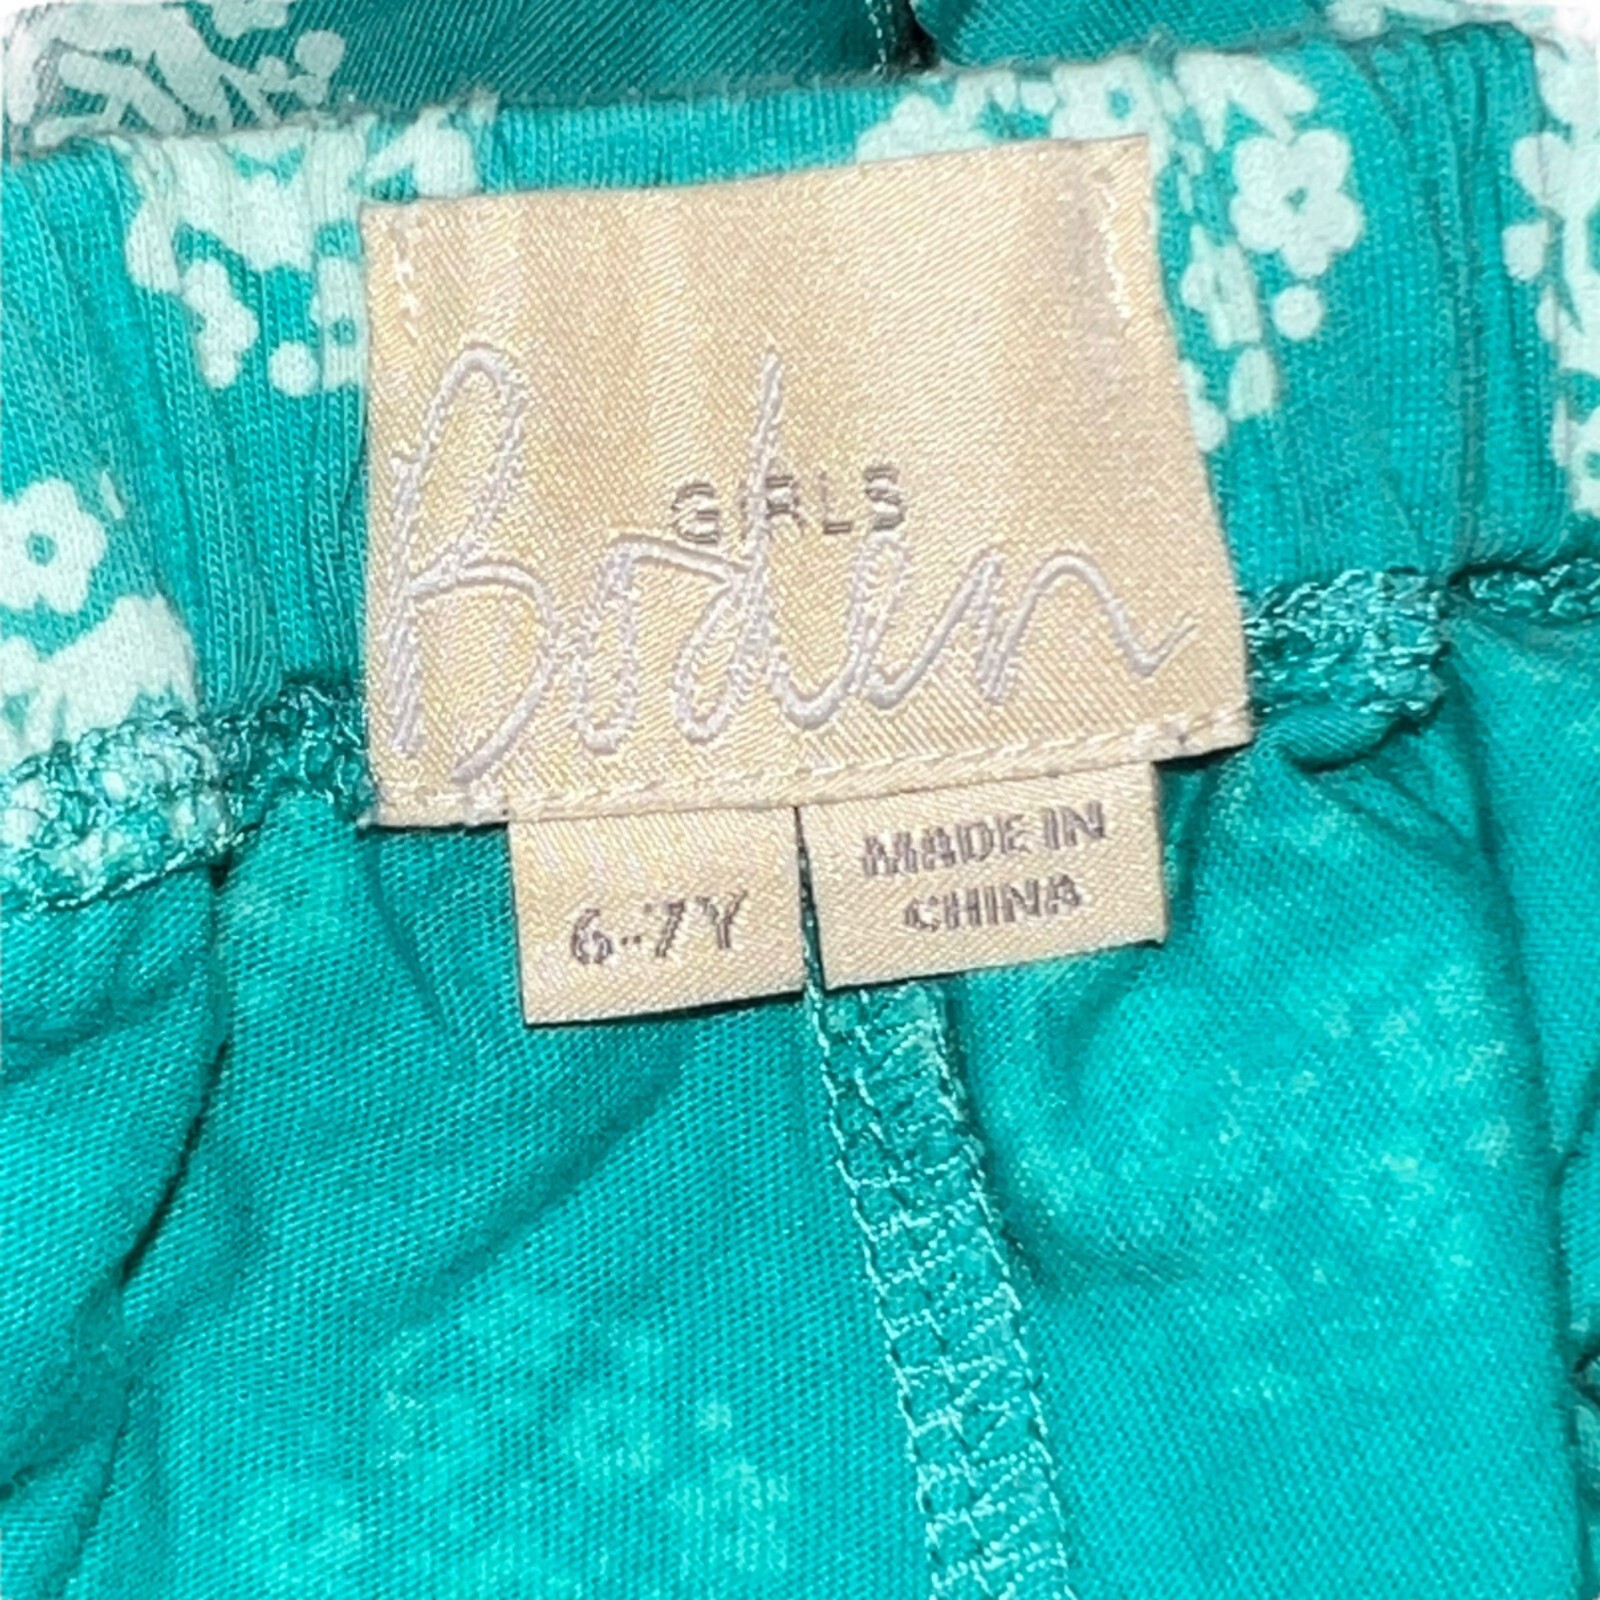 GIRLS
Boden
6-7Y
MADE IN
CHINA